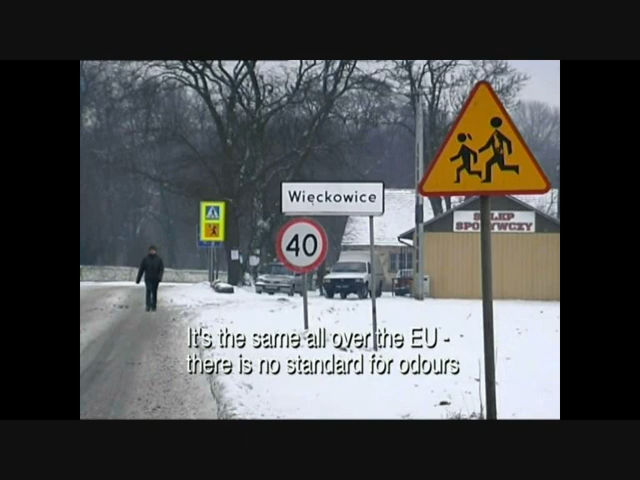 Więckowice
40
SKLEP
SPOŻYWCZY
It's the same all over the EU -
there is no standard for odours